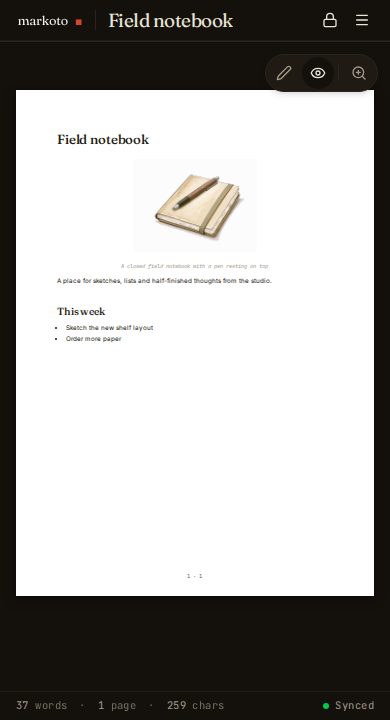 markoto
Field notebook
Field notebook
A closed field notebook with a pen resting on top
A place for sketches, lists and half-finished thoughts from the studio.
This week
• Sketch the new shelf layout
• Order more paper
1 - 1
37 words · 1 page · 259 chars
Synced